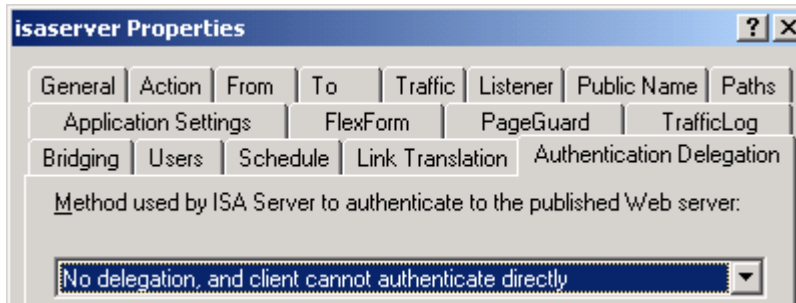 isaserver Properties
General Action From To Traffic Listener Public Name Paths
Application Settings FlexForm PageGuard TrafficLog
Bridging Users Schedule Link Translation Authentication Delegation
Method used by ISA Server to authenticate to the published Web server:
No delegation, and client cannot authenticate directly